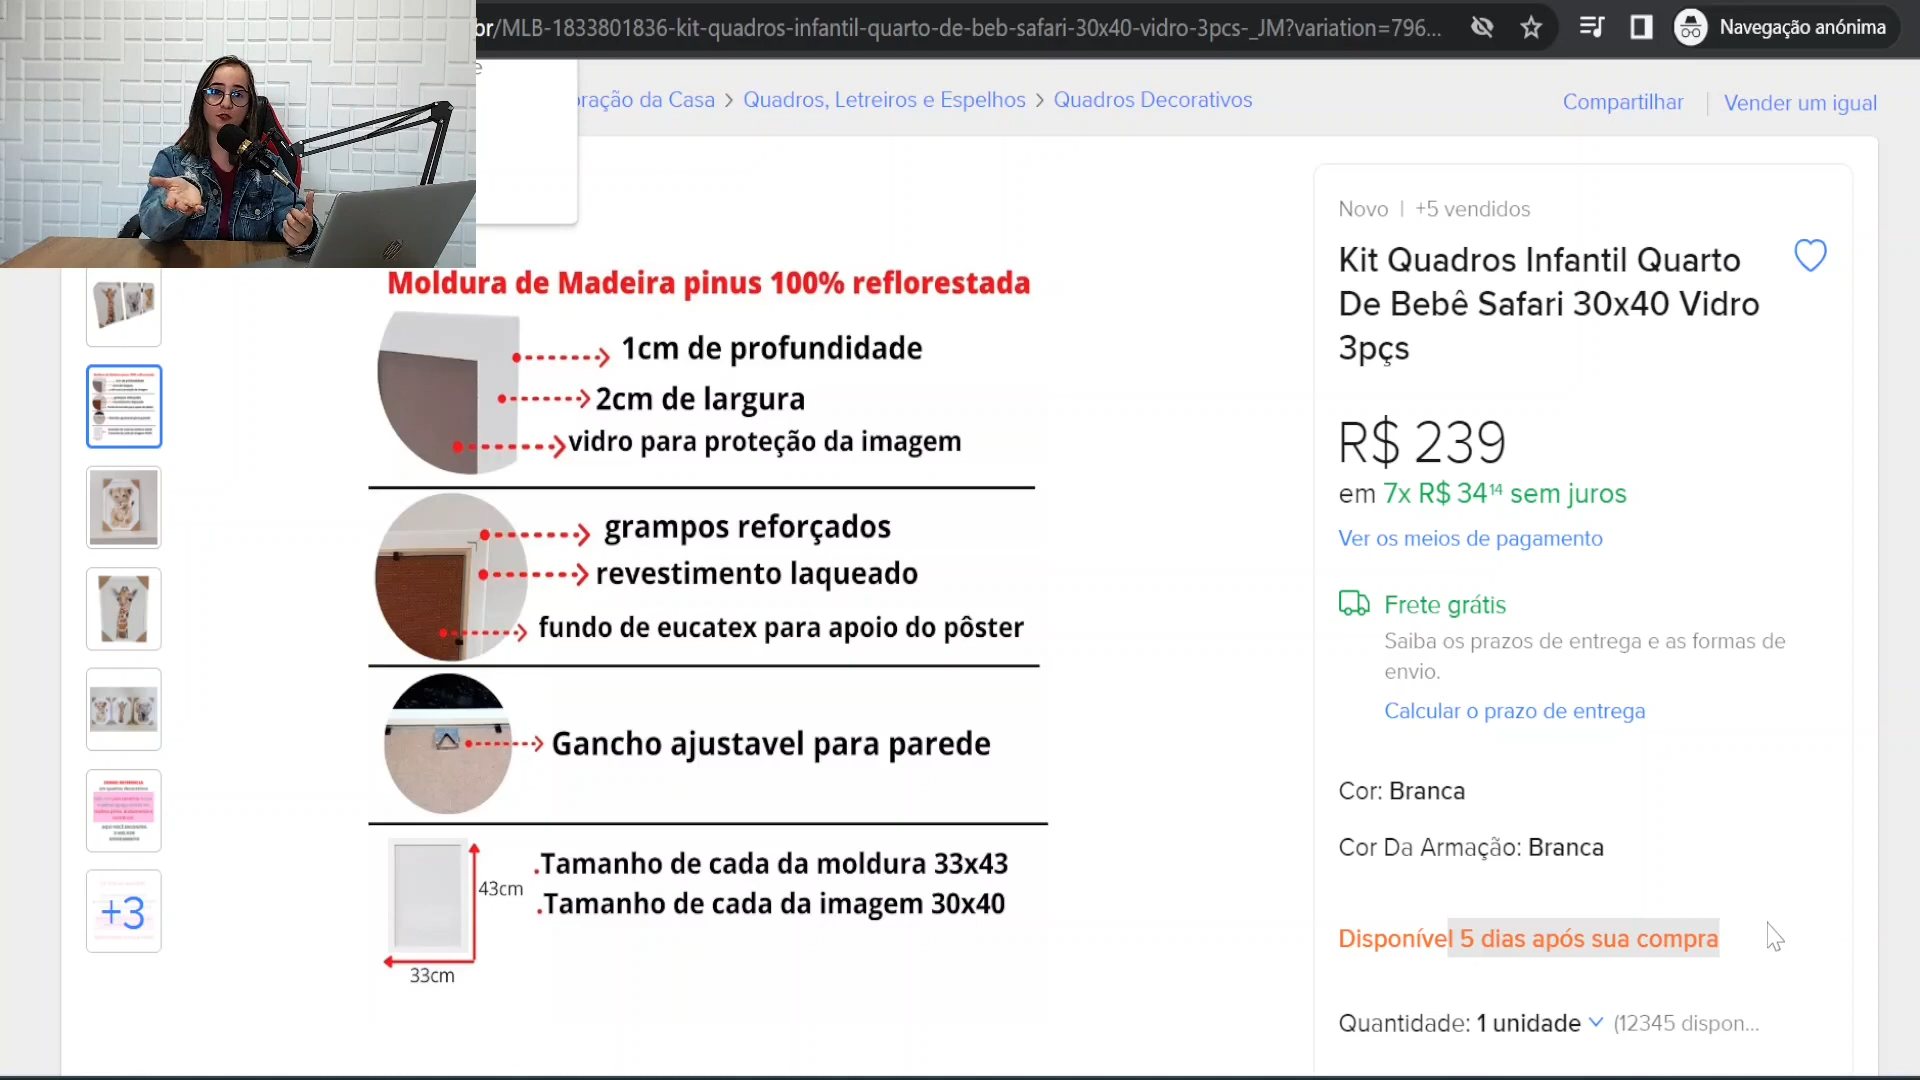 br/MLB-1833801836-kit-quadros-infantil-quarto-de-beb-safari-30x40-vidro-3pcs-_JM?variation=796...
Navegação anónima
oração da Casa > Quadros, Letreiros e Espelhos > Quadros Decorativos
Compartilhar | Vender um igual
Moldura de Madeira pinus 100% reflorestada
1cm de profundidade
2cm de largura
vidro para proteção da imagem
grampos reforçados
revestimento laqueado
fundo de eucatex para apoio do pôster
Gancho ajustavel para parede
.Tamanho de cada da moldura 33x43
43cm
.Tamanho de cada da imagem 30x40
33cm
+3
Novo | +5 vendidos
Kit Quadros Infantil Quarto
De Bebê Safari 30x40 Vidro
3pçs
R$ 239
em 7x R$ 34¹⁴ sem juros
Ver os meios de pagamento
Frete grátis
Saiba os prazos de entrega e as formas de
envio.
Calcular o prazo de entrega
Cor: Branca
Cor Da Armação: Branca
Disponível 5 dias após sua compra
Quantidade: 1 unidade (12345 dispon...